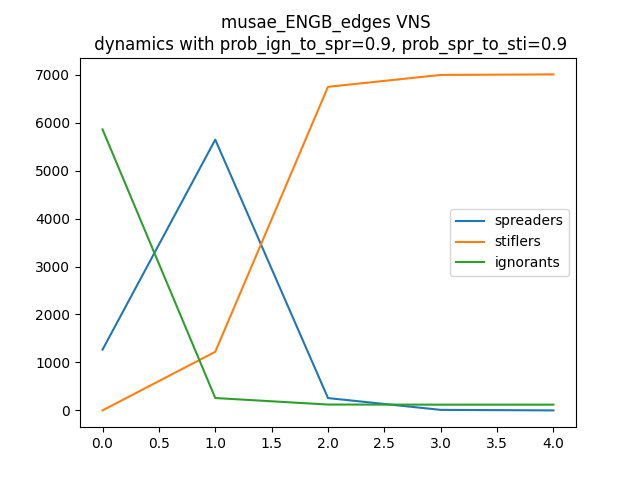 musae_ENGB_edges VNS
dynamics with prob_ign_to_spr=0.9, prob_spr_to_sti=0.9
7000
6000
5000
4000
3000
2000
1000
0
spreaders
stiflers
ignorants
0.0 0.5 1.0 1.5 2.0 2.5 3.0 3.5 4.0